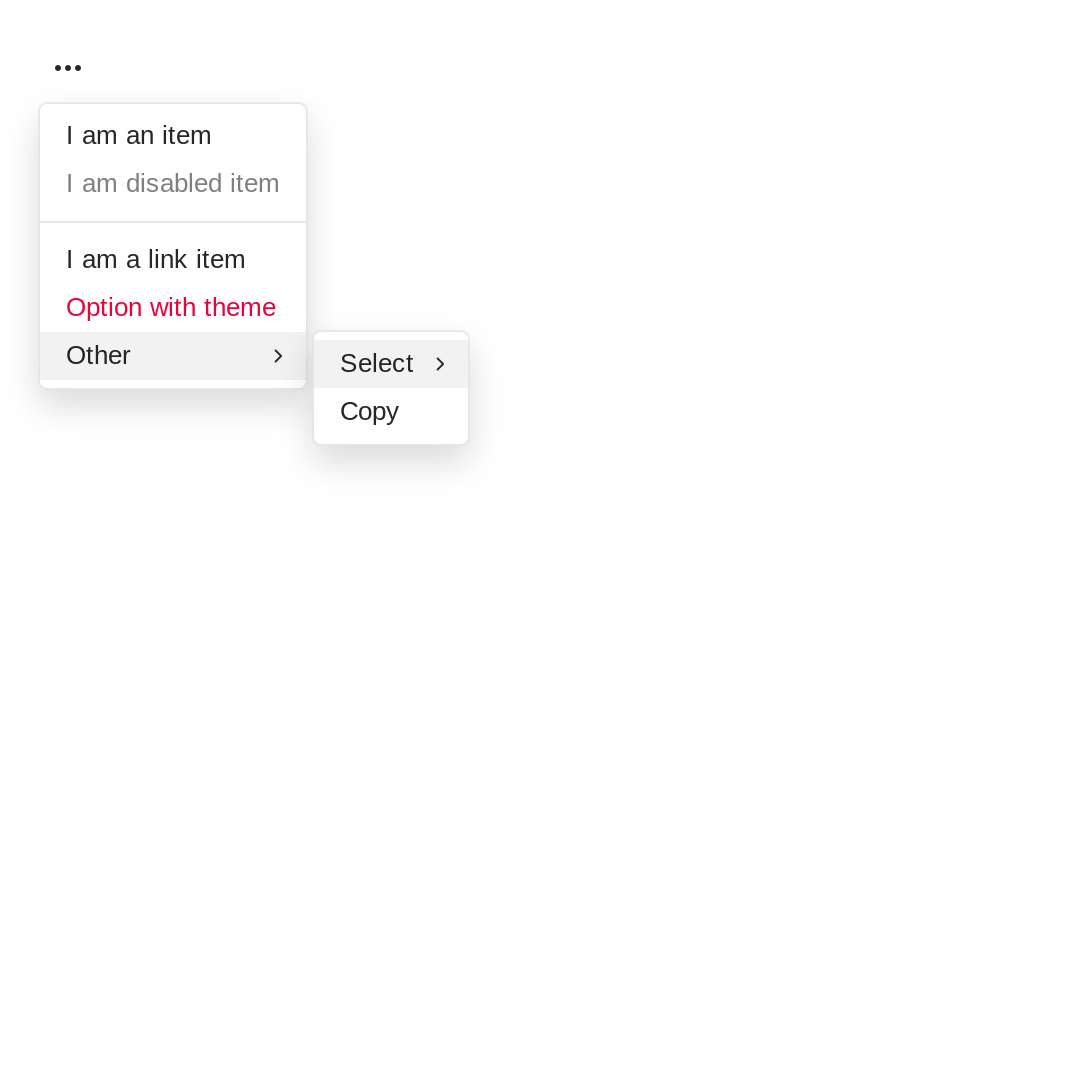 I am an item
I am disabled item
I am a link item
Option with theme
Other
Select
Copy